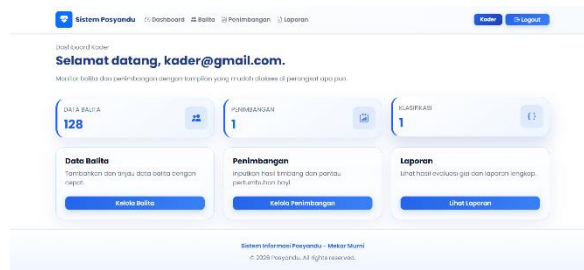 Sistem Posyandu Dashboard Balita Penimbangan Laporan Kader Logout
Dashboard Kader
Selamat datang, kader@gmail.com.
Monitor balita dan penimbangan dengan tampilan yang mudah diakses di perangkat apa pun.
DATA BALITA
128
PENIMBANGAN
1
KLASIFIKASI
1
Data Balita
Tambahkan dan tinjau data balita dengan
cepat.
Kelola Balita
Penimbangan
Inputkan hasil timbang dan pantau
pertumbuhan bayi.
Kelola Penimbangan
Laporan
Lihat hasil evaluasi gizi dan laporan lengkap.
Lihat Laporan
Sistem Informasi Posyandu - Mekar Murni
© 2026 Posyandu. All rights reserved.